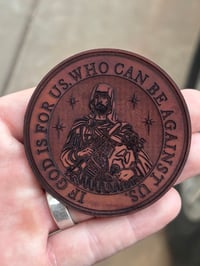 IF GOD IS FOR US, WHO CAN BE AGAINST US.